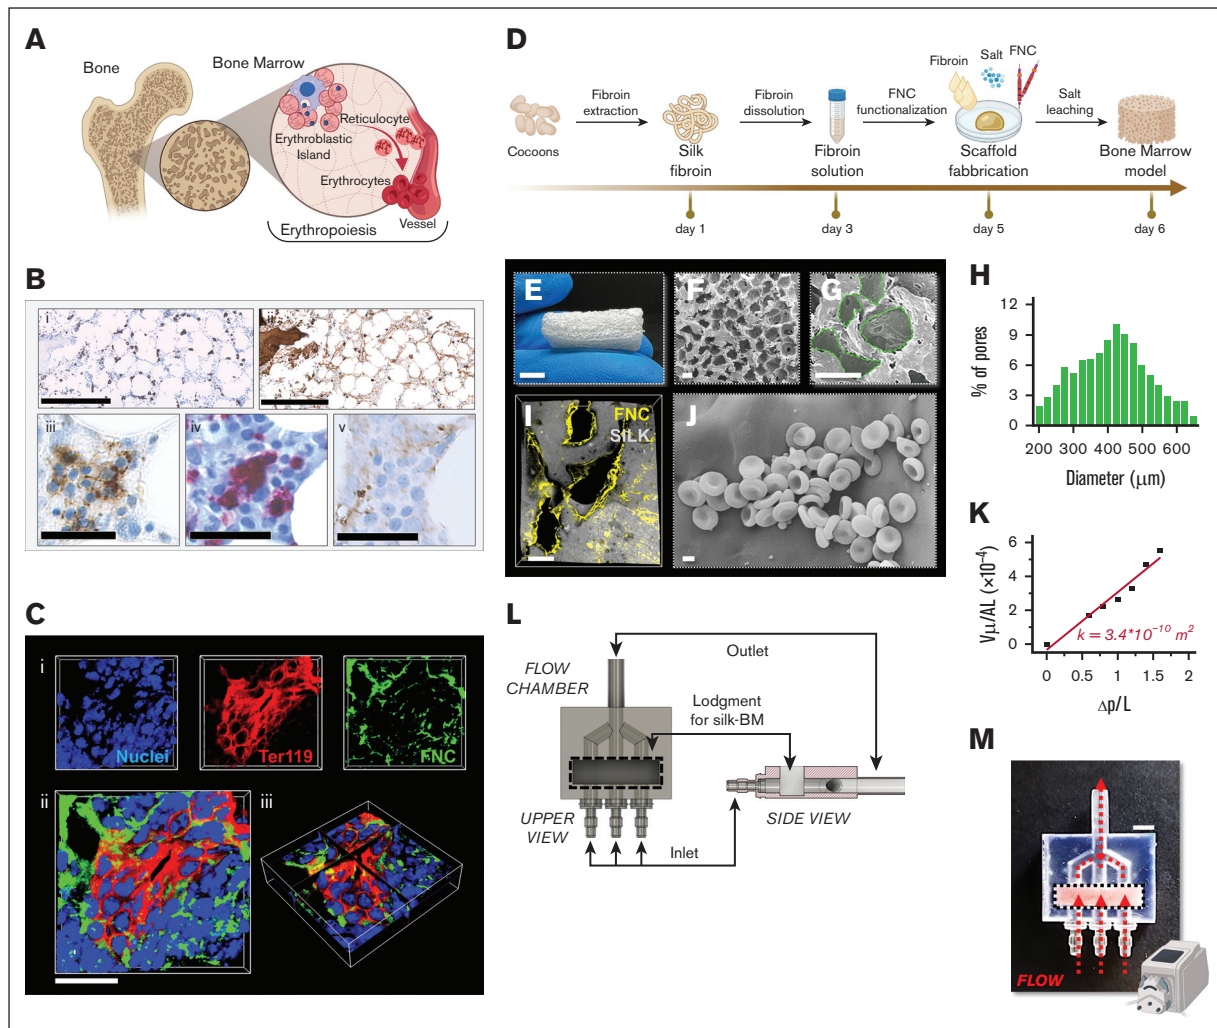 A
Bone
Bone Marrow
Reticulocyte
Erythroblastic
Island
Erythrocytes
Vessel
Erythropoiesis
B
i
ii
iii
iv
v
C
i
Nuclei
Ter119
FNC
ii
iii
D
Cocoons
Fibroin
extraction
Silk
fibroin
Fibroin
dissolution
Fibroin
solution
FNC
functionalization
Fibroin
Salt
FNC
Scaffold
fabbrication
Salt
leaching
Bone Marrow
model
day 1
day 3
day 5
day 6
E
F
G
H
% of pores
12
9
6
3
0
200
300
400
500
600
Diameter (μm)
I
FNC
SILK
J
K
Vμ/AL (×10⁻⁴)
6
4
2
0
k = 3.4*10⁻¹⁰ m²
0
0.5
1
1.5
2
Δp/L
L
Outlet
FLOW
CHAMBER
Lodgment
for silk-BM
UPPER
VIEW
SIDE VIEW
Inlet
M
FLOW